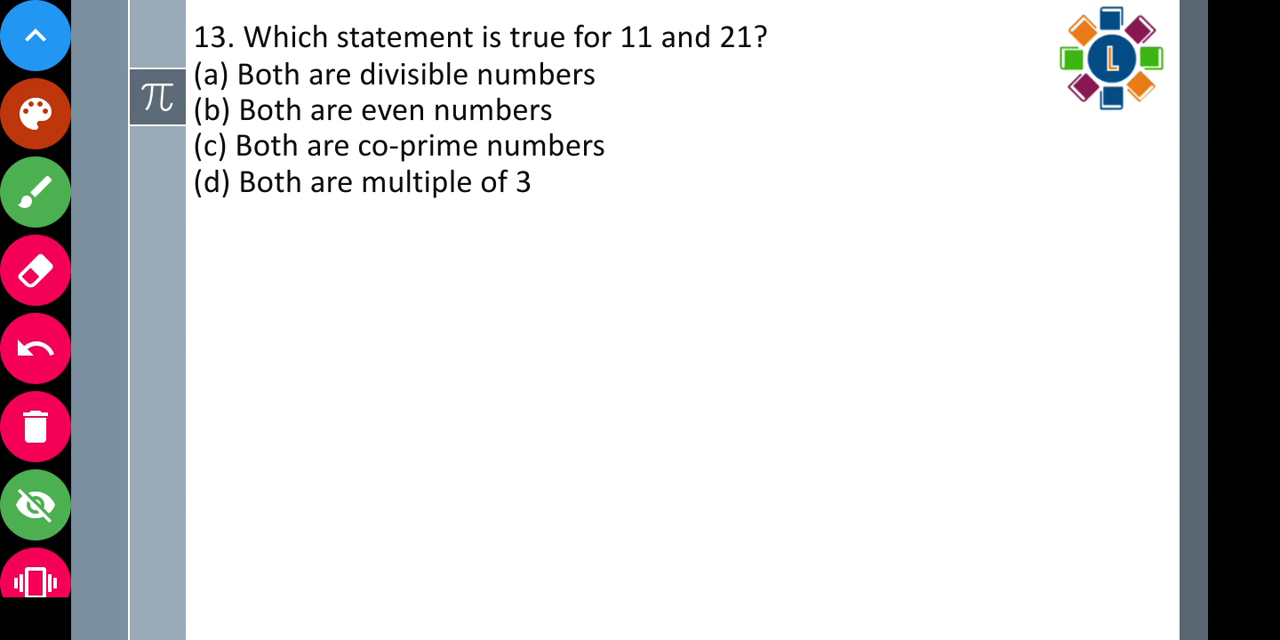 13. Which statement is true for 11 and 21?
(a) Both are divisible numbers
(b) Both are even numbers
(c) Both are co-prime numbers
(d) Both are multiple of 3
π
L